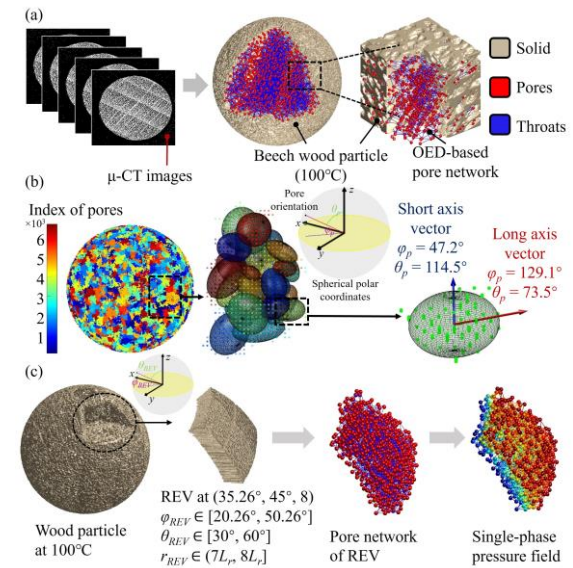 (a)
μ-CT images
Beech wood particle
(100℃)
OED-based
pore network
Solid
Pores
Throats
(b)
Index of pores
×10³
6
5
4
3
2
1
0
Pore
orientation
z
θ
x
y
Spherical polar
coordinates
Short axis
vector
φp = 47.2°
θp = 114.5°
Long axis
vector
φp = 129.1°
θp = 73.5°
(c)
z
θREV
x
φREV
y
Wood particle
at 100℃
REV at (35.26°, 45°, 8)
φREV ∈ [20.26°, 50.26°]
θREV ∈ [30°, 60°]
rREV ∈ (7Lr, 8Lr]
Pore network
of REV
Single-phase
pressure field